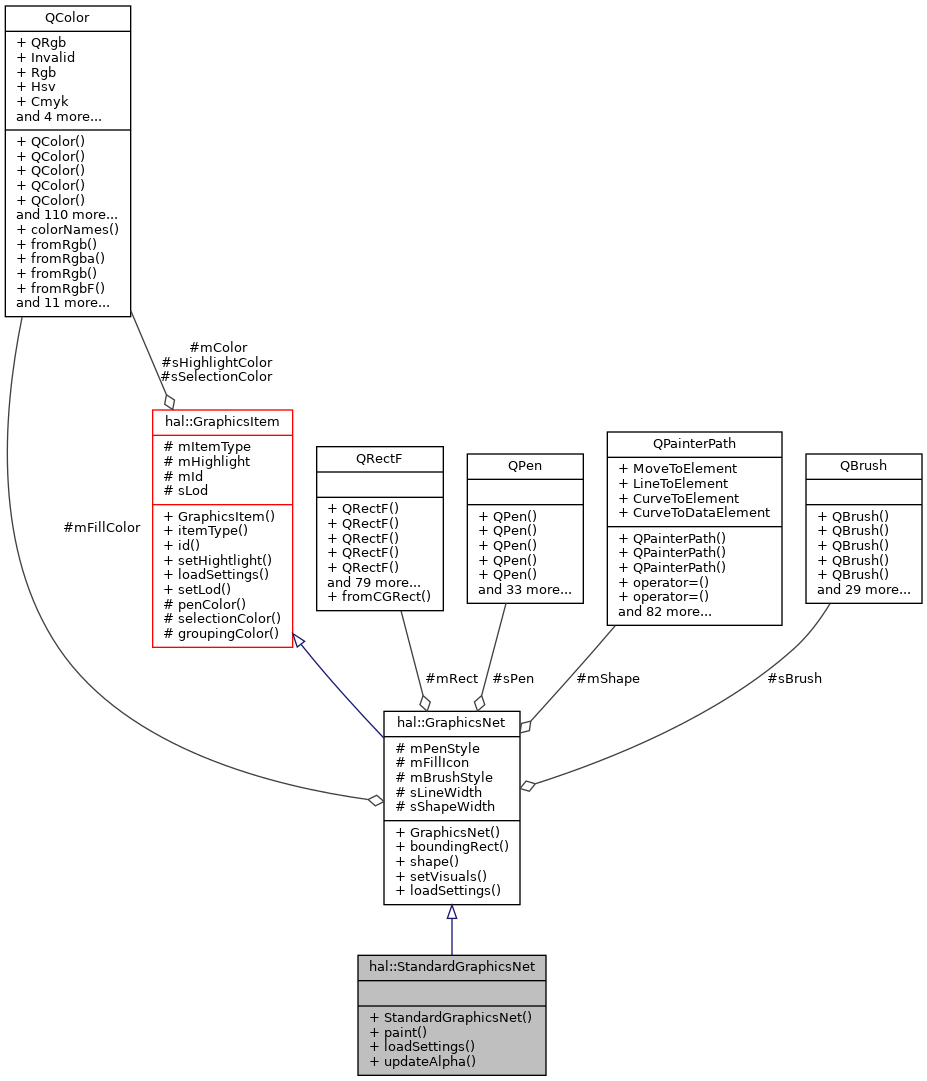 QColor
+ QRgb
+ Invalid
+ Rgb
+ Hsv
+ Cmyk
and 4 more...
+ QColor()
+ QColor()
+ QColor()
+ QColor()
+ QColor()
and 110 more...
+ colorNames()
+ fromRgb()
+ fromRgba()
+ fromRgb()
+ fromRgbF()
and 11 more...
#mColor
#sHighlightColor
#sSelectionColor
#mFillColor
hal::GraphicsItem
# mItemType
# mHighlight
# mId
# sLod
+ GraphicsItem()
+ itemType()
+ id()
+ setHightlight()
+ loadSettings()
+ setLod()
# penColor()
# selectionColor()
# groupingColor()
QRectF
+ QRectF()
+ QRectF()
+ QRectF()
+ QRectF()
+ QRectF()
and 79 more...
+ fromCGRect()
QPen
+ QPen()
+ QPen()
+ QPen()
+ QPen()
+ QPen()
and 33 more...
QPainterPath
+ MoveToElement
+ LineToElement
+ CurveToElement
+ CurveToDataElement
+ QPainterPath()
+ QPainterPath()
+ QPainterPath()
+ operator=()
+ operator=()
and 82 more...
QBrush
+ QBrush()
+ QBrush()
+ QBrush()
+ QBrush()
+ QBrush()
and 29 more...
#mRect
#sPen
#mShape
#sBrush
hal::GraphicsNet
# mPenStyle
# mFillIcon
# mBrushStyle
# sLineWidth
# sShapeWidth
+ GraphicsNet()
+ boundingRect()
+ shape()
+ setVisuals()
+ loadSettings()
hal::StandardGraphicsNet
+ StandardGraphicsNet()
+ paint()
+ loadSettings()
+ updateAlpha()